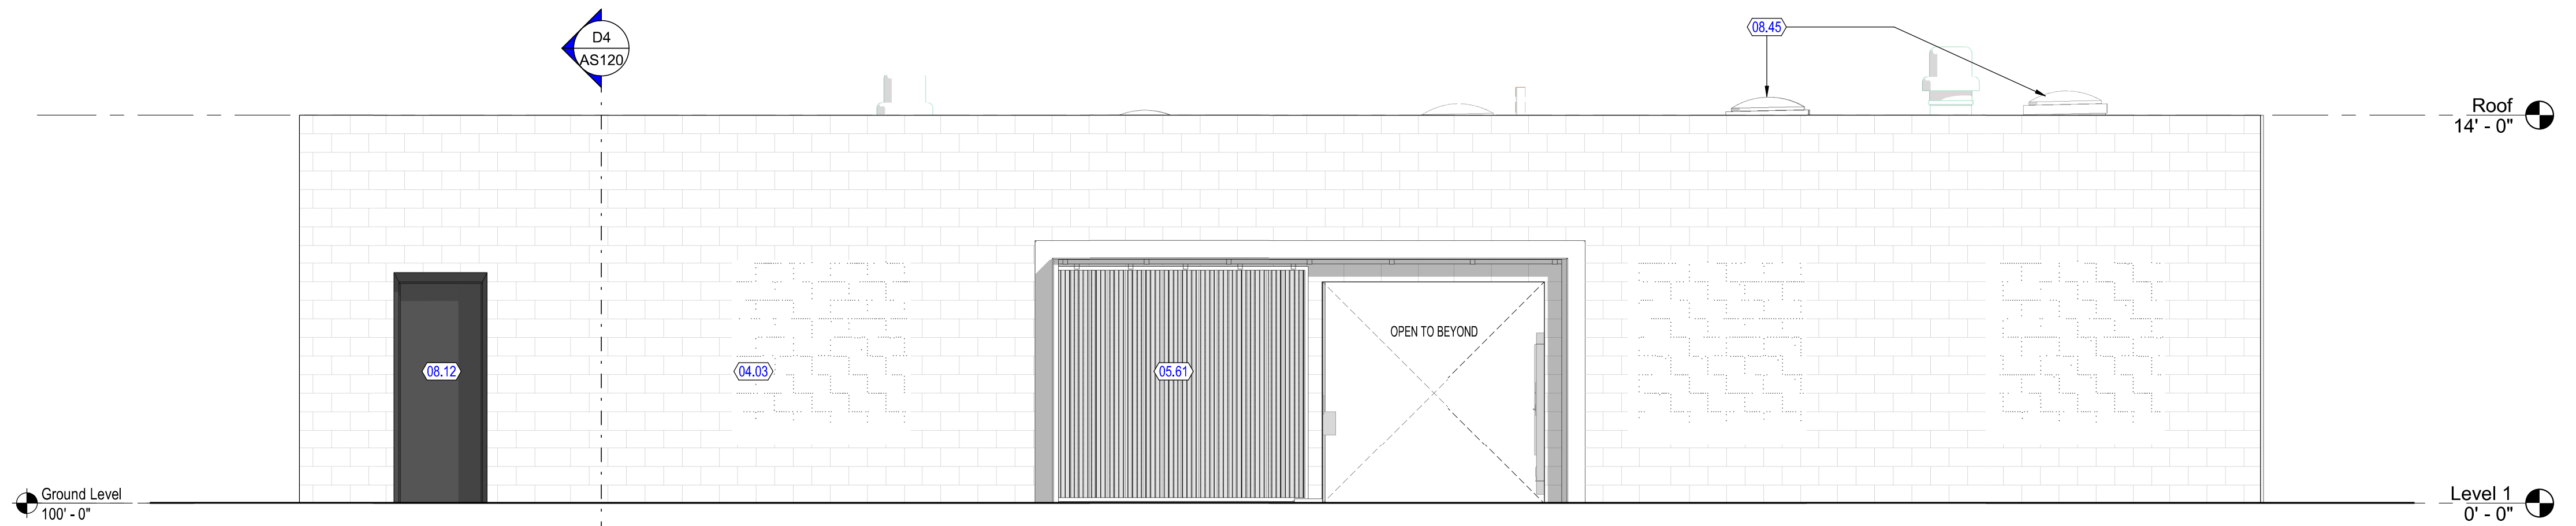 D4
AS120
08.45
Roof
14' - 0"
OPEN TO BEYOND
08.12
04.03
05.61
Ground Level
100' - 0"
Level 1
0' - 0"